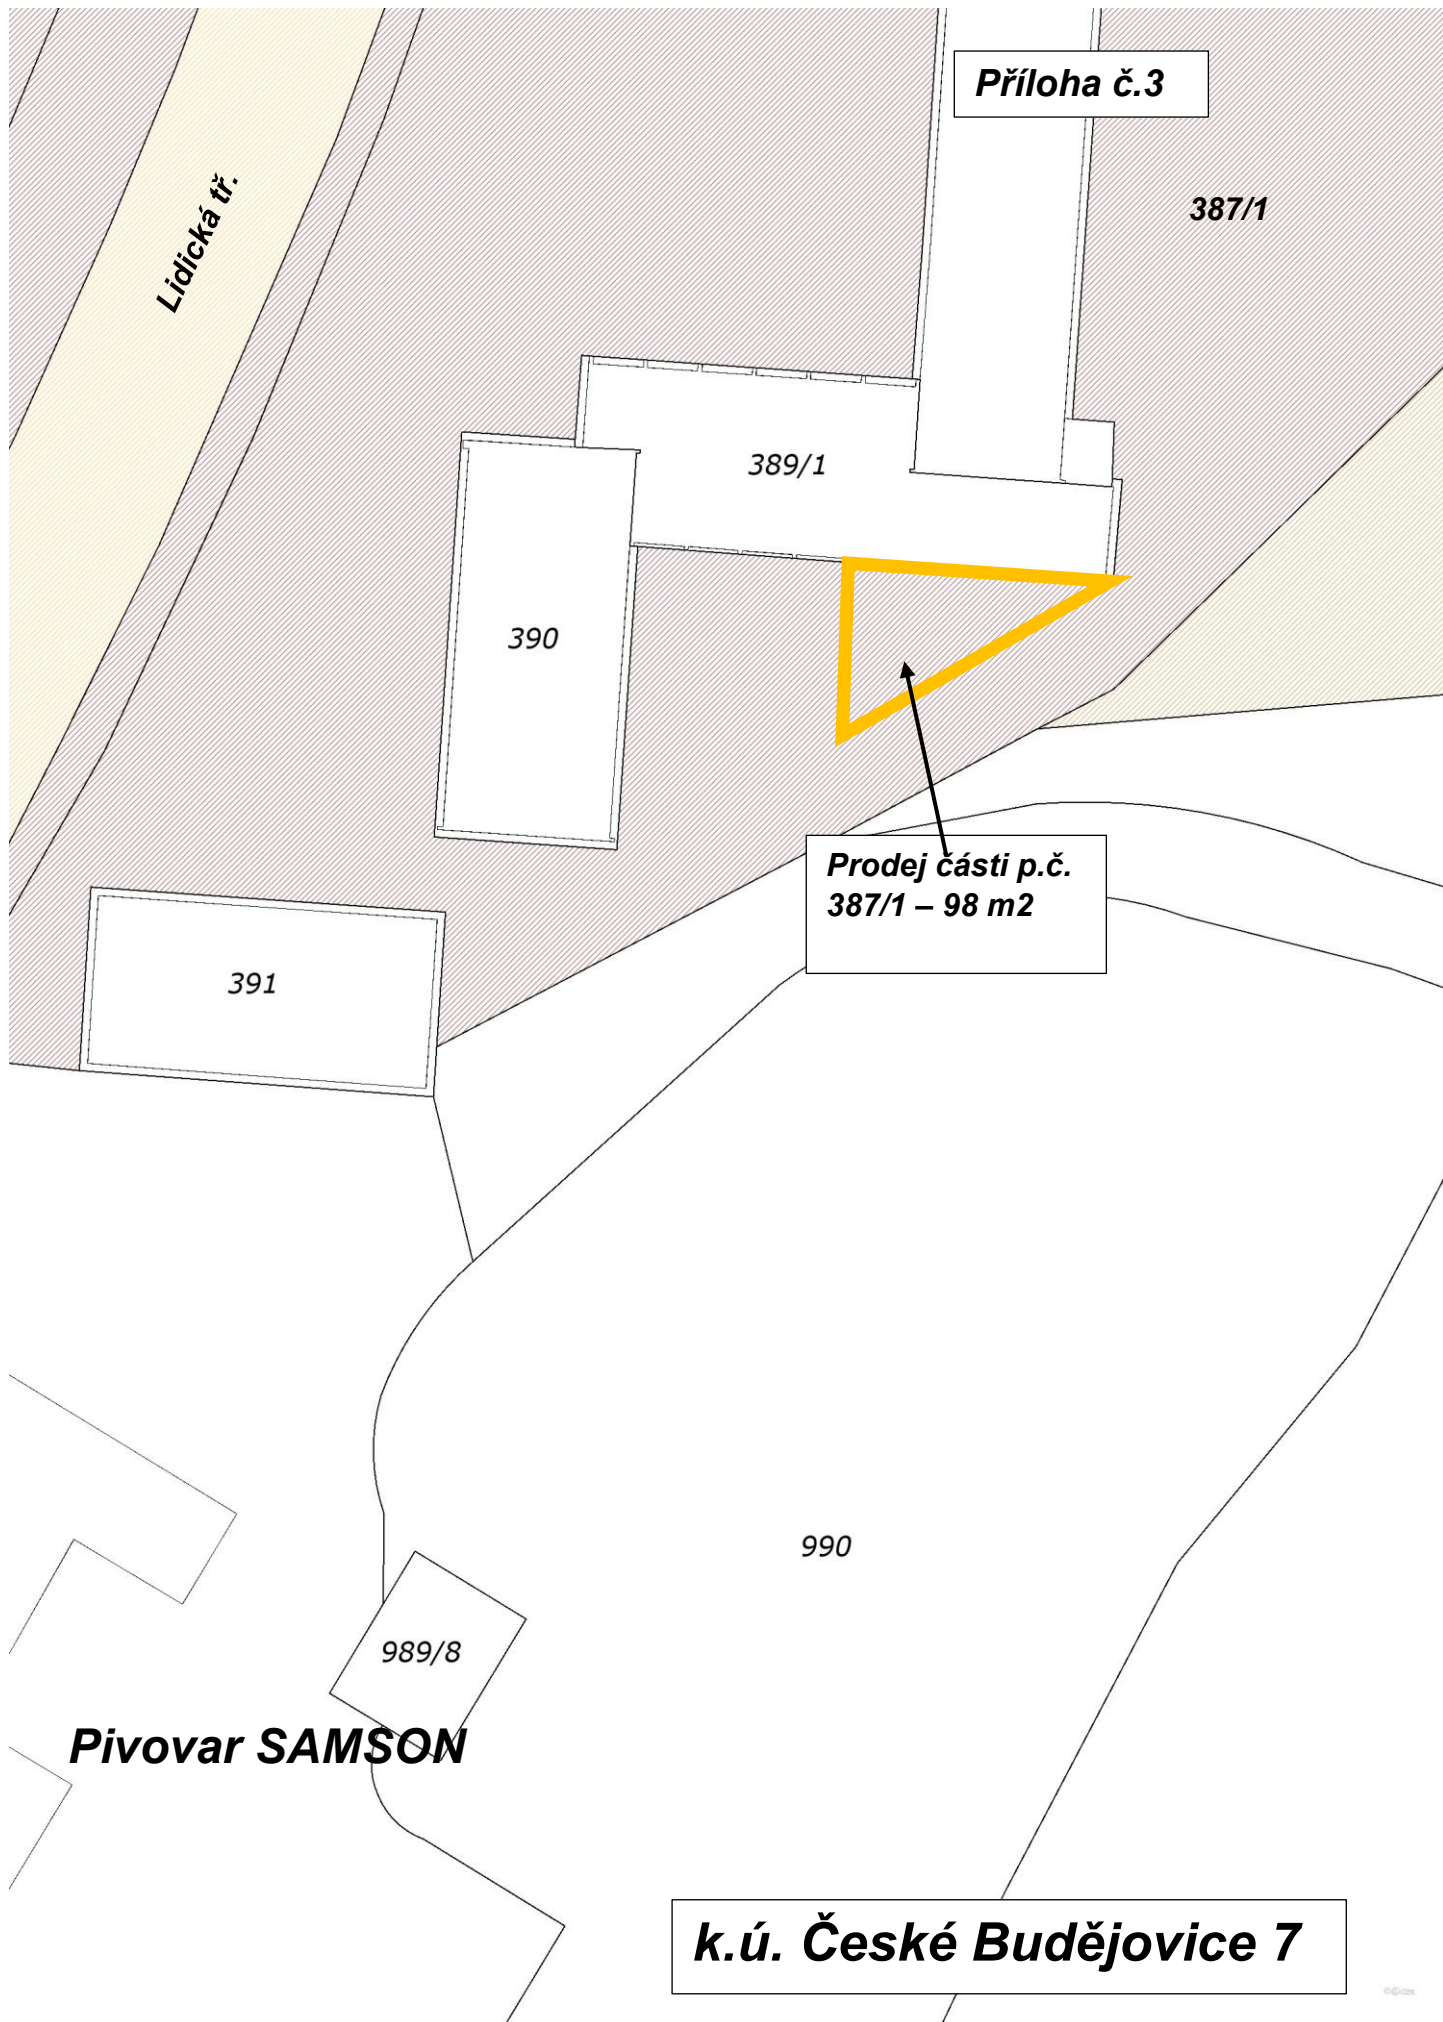 Příloha č.3
Lidická tř.
387/1
389/1
390
Prodej části p.č.
387/1 – 98 m2
391
990
989/8
Pivovar SAMSON
k.ú. České Budějovice 7